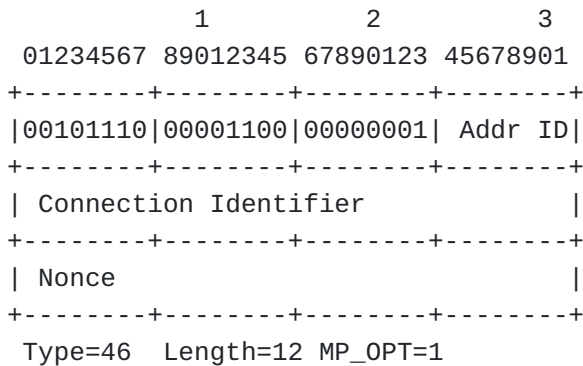 1          2          3
 01234567 89012345 67890123 45678901
+--------+--------+--------+--------+
|00101110|00001100|00000001| Addr ID|
+--------+--------+--------+--------+
| Connection Identifier             |
+--------+--------+--------+--------+
| Nonce                             |
+--------+--------+--------+--------+
 Type=46  Length=12 MP_OPT=1